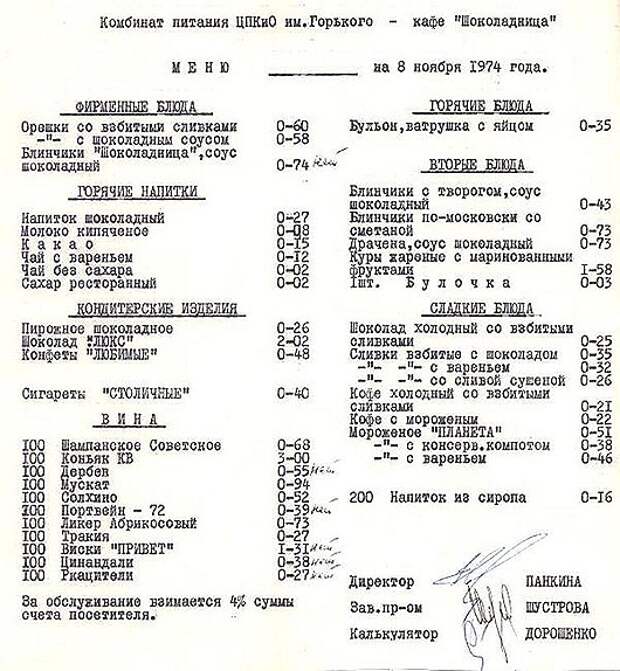 Комбинат питания ЦПКиО им.Горького - кафе "Шоколадница"
МЕНЮ на 8 ноября 1974 года.
ФИРМЕННЫЕ БЛЮДА
Орешки со взбитыми сливками 0-60
-"- с шоколадным соусом 0-58
Блинчики "Шоколадница",соус
шоколадный 0-74 нет
ГОРЯЧИЕ НАПИТКИ
Напиток шоколадный 0-27
Молоко кипяченое 0-08
Какао 0-15
Чай с вареньем 0-12
Чай без сахара 0-02
Сахар ресторанный 0-02
КОНДИТЕРСКИЕ ИЗДЕЛИЯ
Пирожное шоколадное 0-26
Шоколад "ЛЮКС" 2-02
Конфеты "ЛЮБИМЫЕ" 0-48
Сигареты "СТОЛИЧНЫЕ" 0-40
ВИНА
100 Шампанское Советское 0-68
100 Коньяк КВ 3-00
100 Дербен 0-55 нет
100 Мускат 0-94
100 Солхино 0-52
100 Портвейн - 72 0-39 нет
100 Ликер Абрикосовый 0-73
100 Тракия 0-27
100 Виски "ПРИВЕТ" 1-31 нет
100 Цинандали 0-38 нет
100 Ркацители 0-27 нет
За обслуживание взимается 4% суммы
счета посетителя.
ГОРЯЧИЕ БЛЮДА
Бульон,ватрушка с яйцом 0-35
ВТОРЫЕ БЛЮДА
Блинчики с творогом,соус
шоколадный 0-43
Блинчики по-московски со
сметаной 0-73
Драчена,соус шоколадный 0-73
Куры жареные с маринованными
фруктами 1-58
1шт. Булочка 0-03
СЛАДКИЕ БЛЮДА
Шоколад холодный со взбитыми
сливками 0-25
Сливки взбитые с шоколадом 0-35
-"- -"- с вареньем 0-32
-"- -"- со сливой сушеной 0-26
Кофе холодный со взбитыми
сливками 0-21
Кофе с мороженым 0-22
Мороженое "ПЛАНЕТА" 0-51
-"- с консерв.компотом 0-38
-"- с вареньем 0-46
200 Напиток из сиропа 0-16
Директор ПАНКИНА
Зав.пр-ом ШУСТРОВА
Калькулятор ДОРОШЕНКО